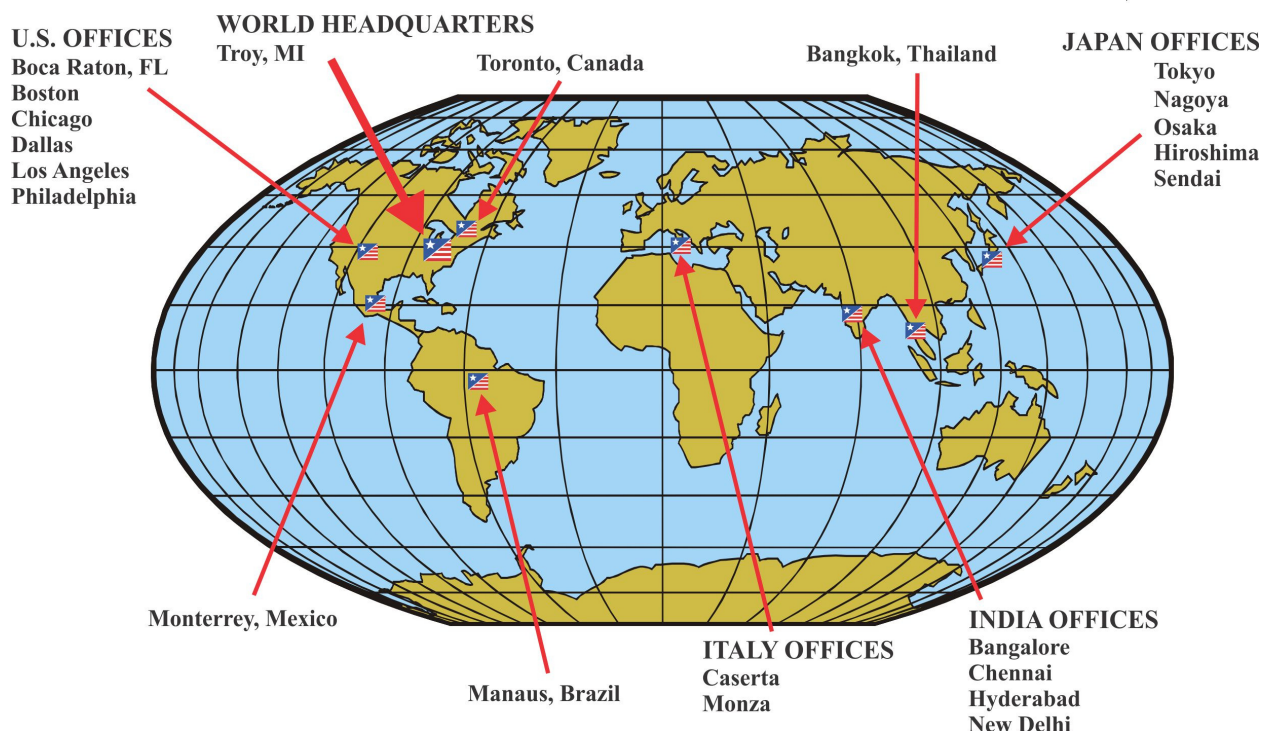 WORLD HEADQUARTERS
Troy, MI
U.S. OFFICES
Boca Raton, FL
Boston
Chicago
Dallas
Los Angeles
Philadelphia
Toronto, Canada
Bangkok, Thailand
JAPAN OFFICES
Tokyo
Nagoya
Osaka
Hiroshima
Sendai
Monterrey, Mexico
Manaus, Brazil
ITALY OFFICES
Caserta
Monza
INDIA OFFICES
Bangalore
Chennai
Hyderabad
New Delhi